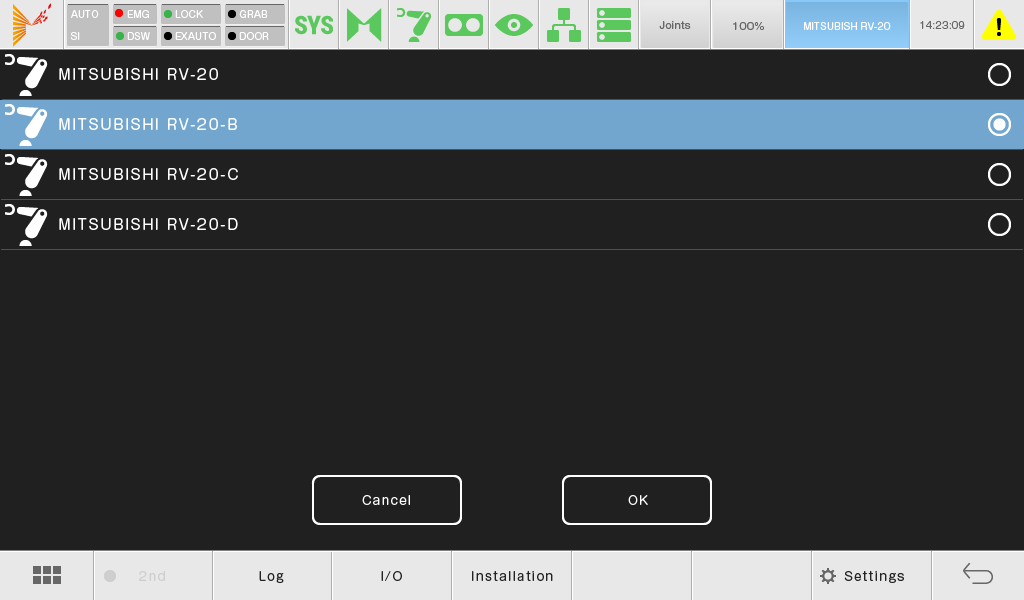 AUTO EMG LOCK GRAB
SI DSW EXAUTO DOOR
SYS
Joints 100% MITSUBISHI RV-20 14:23:09
MITSUBISHI RV-20
MITSUBISHI RV-20-B
MITSUBISHI RV-20-C
MITSUBISHI RV-20-D
Cancel OK
2nd Log I/O Installation Settings